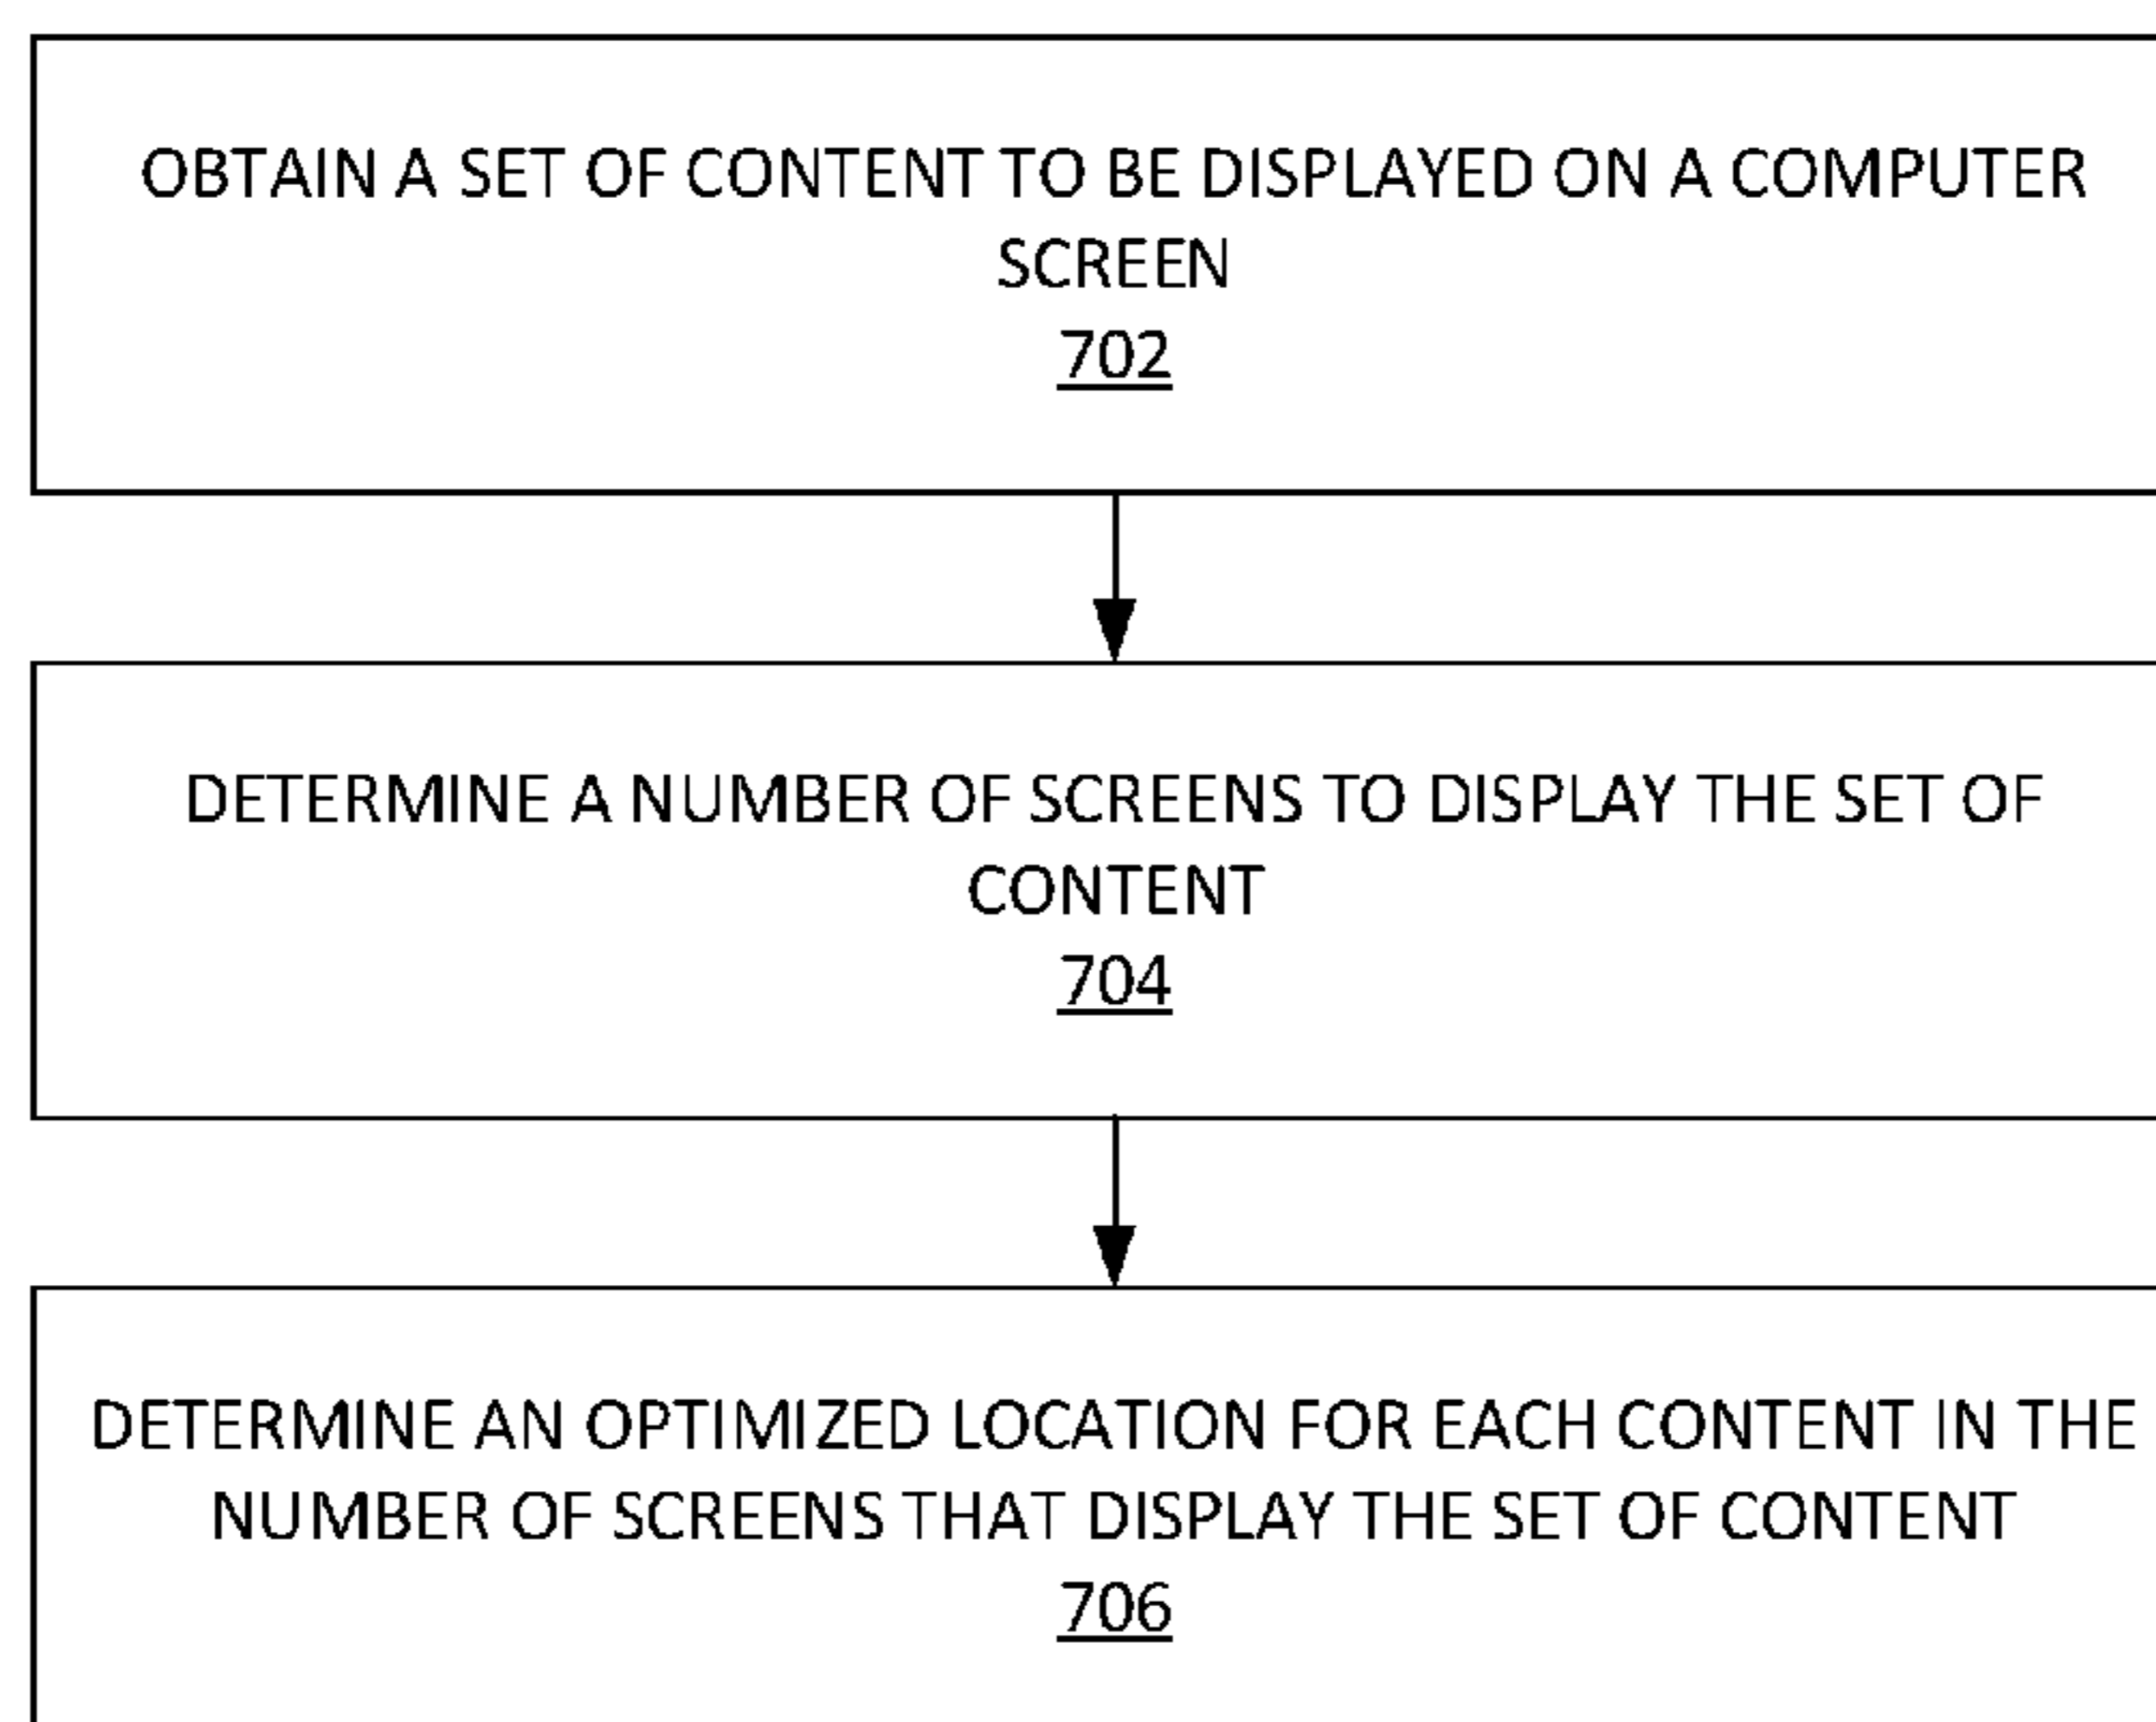 OBTAIN A SET OF CONTENT TO BE DISPLAYED ON A COMPUTER
SCREEN
702
DETERMINE A NUMBER OF SCREENS TO DISPLAY THE SET OF
CONTENT
704
DETERMINE AN OPTIMIZED LOCATION FOR EACH CONTENT IN THE
NUMBER OF SCREENS THAT DISPLAY THE SET OF CONTENT
706